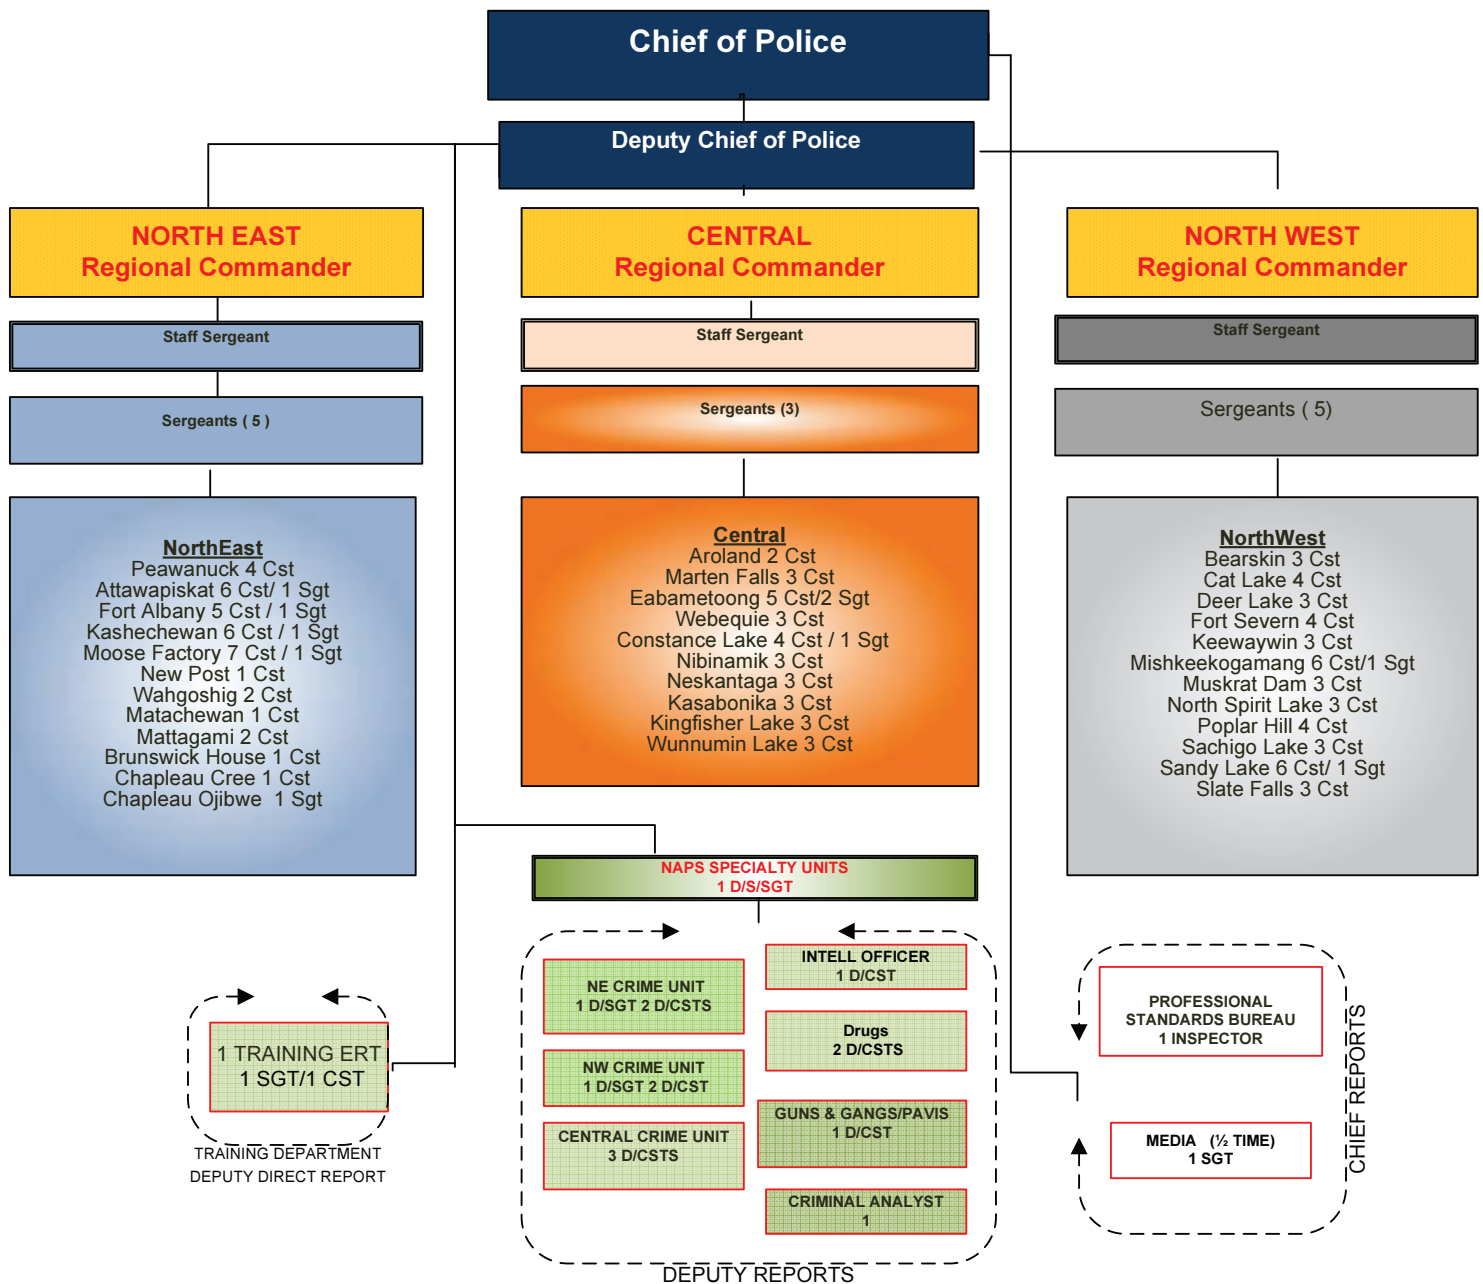 Chief of Police
Deputy Chief of Police
NORTH EAST
Regional Commander
Staff Sergeant
Sergeants ( 5 )
NorthEast
Peawanuck 4 Cst
Attawapiskat 6 Cst/ 1 Sgt
Fort Albany 5 Cst / 1 Sgt
Kashechewan 6 Cst / 1 Sgt
Moose Factory 7 Cst / 1 Sgt
New Post 1 Cst
Wahgoshig 2 Cst
Matachewan 1 Cst
Mattagami 2 Cst
Brunswick House 1 Cst
Chapleau Cree 1 Cst
Chapleau Ojibwe 1 Sgt
CENTRAL
Regional Commander
Staff Sergeant
Sergeants (3)
Central
Aroland 2 Cst
Marten Falls 3 Cst
Eabametoong 5 Cst/2 Sgt
Webequie 3 Cst
Constance Lake 4 Cst / 1 Sgt
Nibinamik 3 Cst
Neskantaga 3 Cst
Kasabonika 3 Cst
Kingfisher Lake 3 Cst
Wunnumin Lake 3 Cst
NORTH WEST
Regional Commander
Staff Sergeant
Sergeants ( 5)
NorthWest
Bearskin 3 Cst
Cat Lake 4 Cst
Deer Lake 3 Cst
Fort Severn 4 Cst
Keewaywin 3 Cst
Mishkeekogamang 6 Cst/1 Sgt
Muskrat Dam 3 Cst
North Spirit Lake 3 Cst
Poplar Hill 4 Cst
Sachigo Lake 3 Cst
Sandy Lake 6 Cst/ 1 Sgt
Slate Falls 3 Cst
NAPS SPECIALTY UNITS
1 D/S/SGT
1 TRAINING ERT
1 SGT/1 CST
TRAINING DEPARTMENT
DEPUTY DIRECT REPORT
NE CRIME UNIT
1 D/SGT 2 D/CSTS
NW CRIME UNIT
1 D/SGT 2 D/CST
CENTRAL CRIME UNIT
3 D/CSTS
INTELL OFFICER
1 D/CST
Drugs
2 D/CSTS
GUNS & GANGS/PAVIS
1 D/CST
CRIMINAL ANALYST
1
DEPUTY REPORTS
PROFESSIONAL
STANDARDS BUREAU
1 INSPECTOR
MEDIA (½ TIME)
1 SGT
CHIEF REPORTS